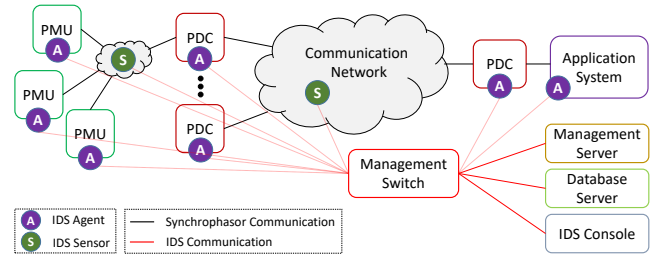 PMU
A
S
PDC
A
Communication
Network
S
PDC
A
Application
System
A
PMU
A
PMU
A
PDC
A
Management
Switch
Management
Server
Database
Server
IDS Console
A IDS Agent
S IDS Sensor
Synchrophasor Communication
IDS Communication